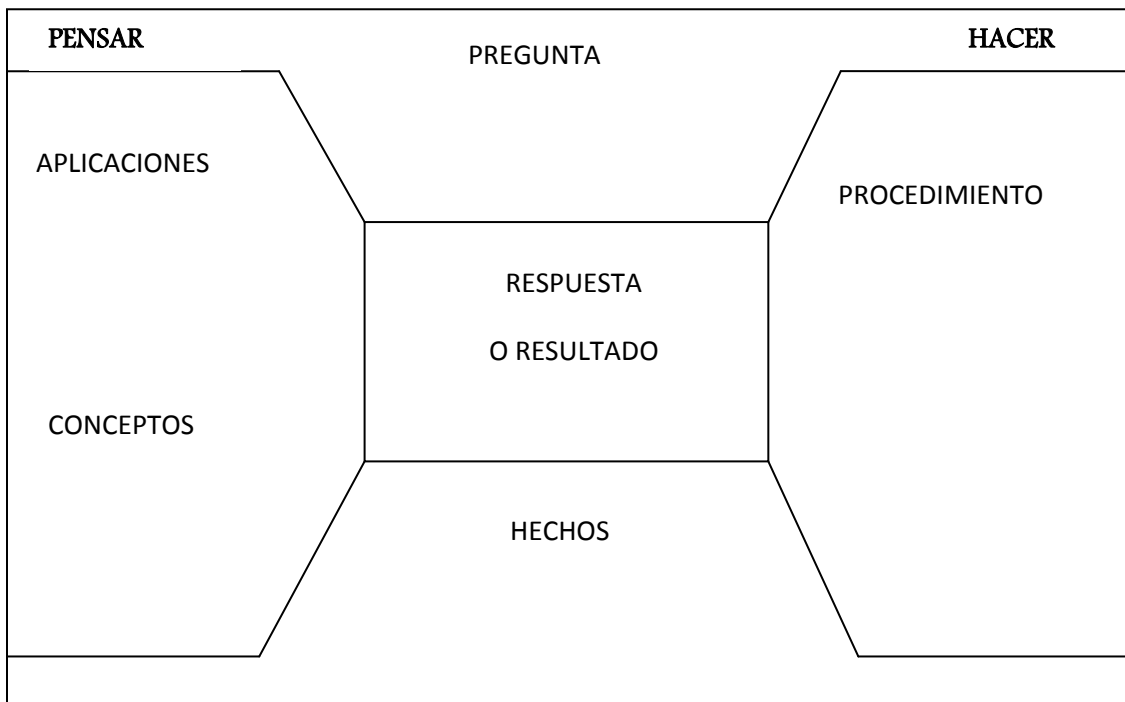 PENSAR
PREGUNTA
HACER
APLICACIONES
PROCEDIMIENTO
RESPUESTA
O RESULTADO
CONCEPTOS
HECHOS